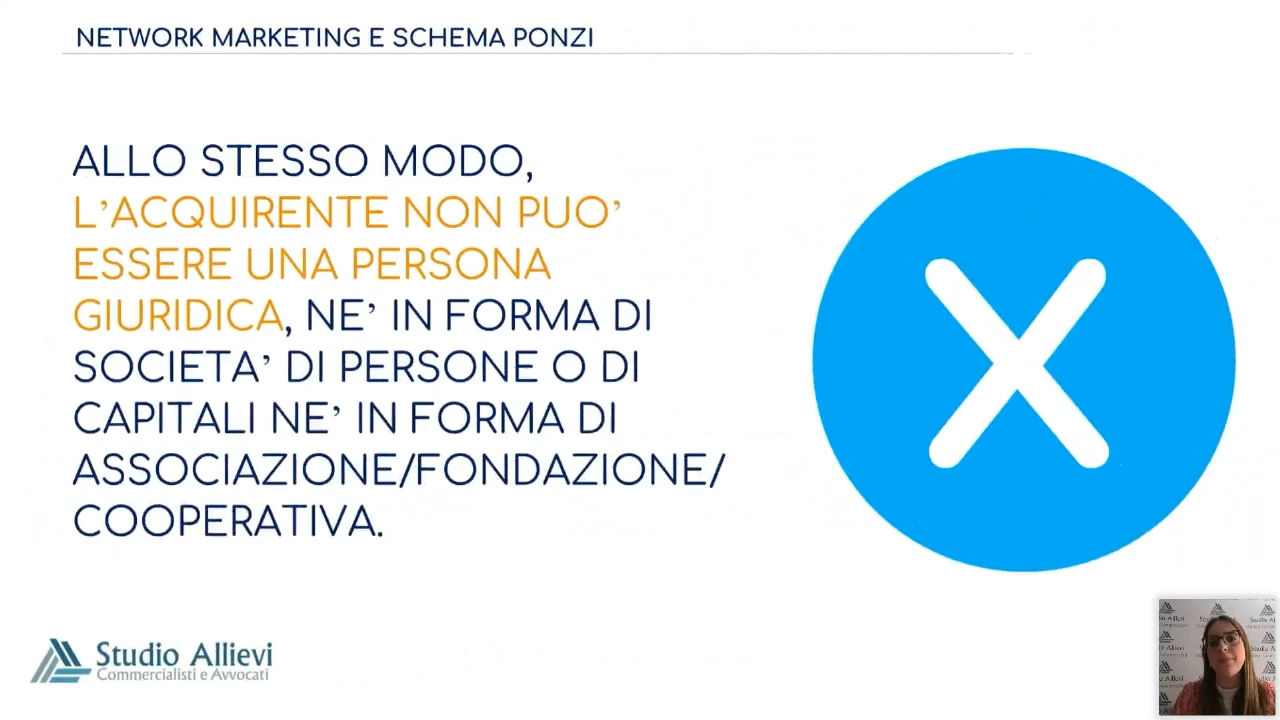 NETWORK MARKETING E SCHEMA PONZI
ALLO STESSO MODO,
L’ACQUIRENTE NON PUO’
ESSERE UNA PERSONA
GIURIDICA, NE’ IN FORMA DI
SOCIETA’ DI PERSONE O DI
CAPITALI NE’ IN FORMA DI
ASSOCIAZIONE/FONDAZIONE/
COOPERATIVA.
Studio Allievi
Commercialisti e Avvocati